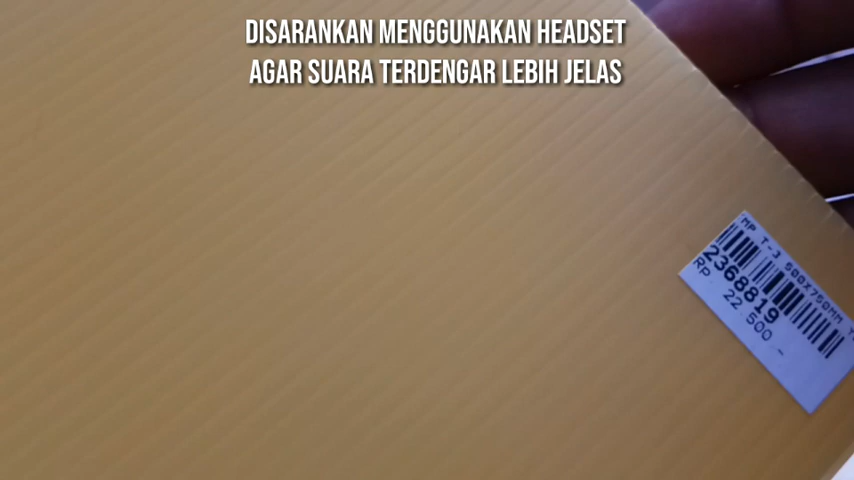 DISARANKAN MENGGUNAKAN HEADSET
AGAR SUARA TERDENGAR LEBIH JELAS
MP T-3 500X750MM
2368819
RP 22 500